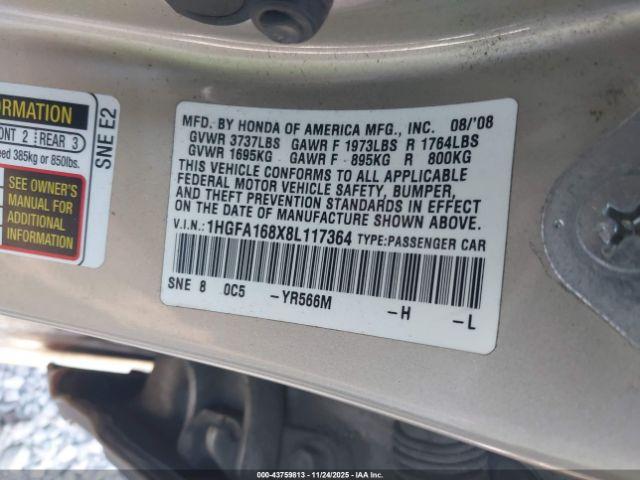 ORMATION
ONT 2 REAR 3
eed 385kg or 850lbs.
SEE OWNER'S
MANUAL FOR
ADDITIONAL
INFORMATION
SNE E2
MFD. BY HONDA OF AMERICA MFG., INC. 08/'08
GVWR 3737LBS GAWR F 1973LBS R 1764LBS
GVWR 1695KG GAWR F 895KG R 800KG
THIS VEHICLE CONFORMS TO ALL APPLICABLE
FEDERAL MOTOR VEHICLE SAFETY, BUMPER,
AND THEFT PREVENTION STANDARDS IN EFFECT
ON THE DATE OF MANUFACTURE SHOWN ABOVE.
V.I.N.: 1HGFA168X8L117364 TYPE:PASSENGER CAR
SNE 8 0C5 -YR566M -H -L
000-43759813 - 11/24/2025 - IAAI, Inc.